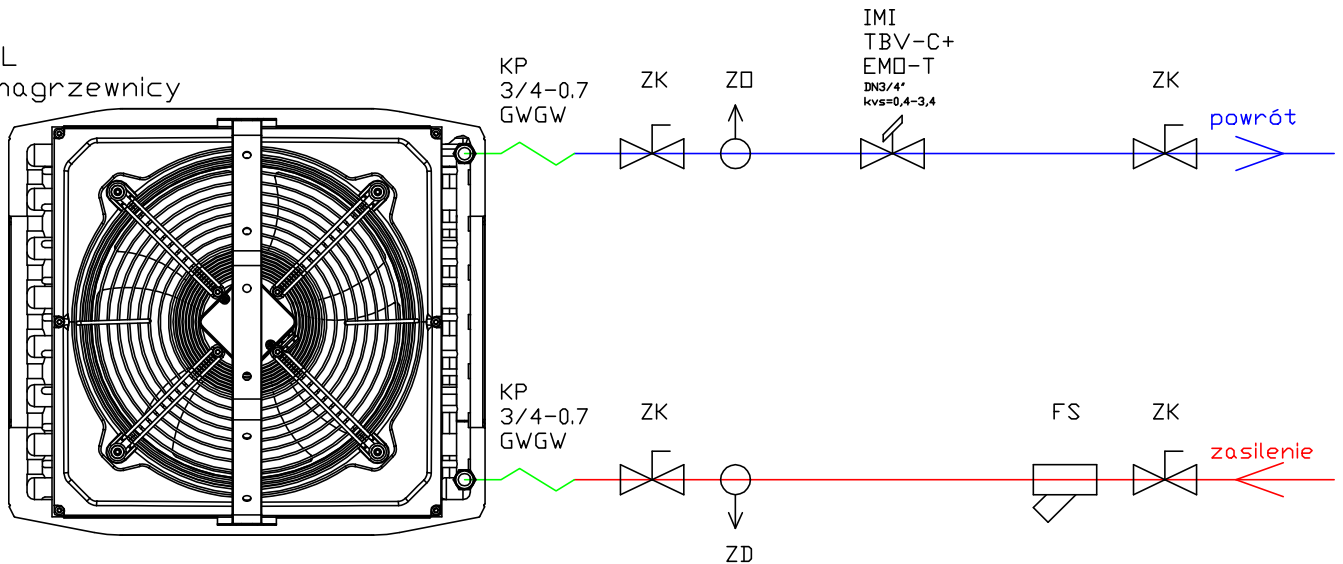 L
nagrzewnicy
KP
3/4-0.7
GWGW
ZK
ZO
IMI
TBV-C+
EMO-T
DN3/4"
kvs=0,4-3,4
ZK
powrót
KP
3/4-0.7
GWGW
ZK
ZD
FS
ZK
zasilenie